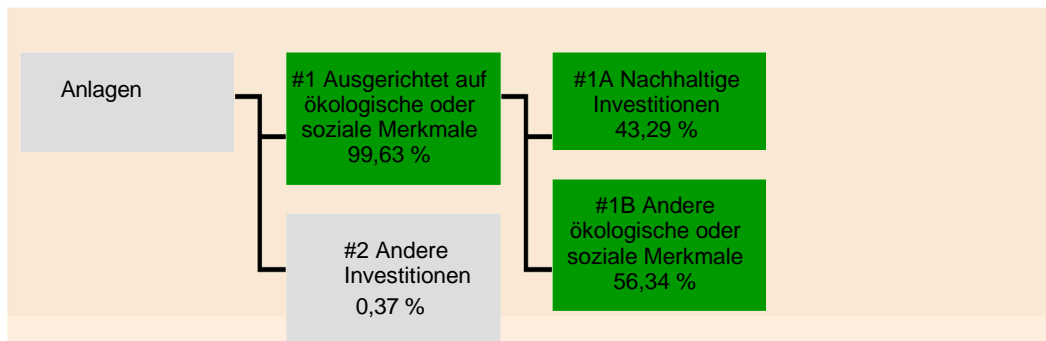 Anlagen
#1 Ausgerichtet auf
ökologische oder
soziale Merkmale
99,63 %
#2 Andere
Investitionen
0,37 %
#1A Nachhaltige
Investitionen
43,29 %
#1B Andere
ökologische oder
soziale Merkmale
56,34 %